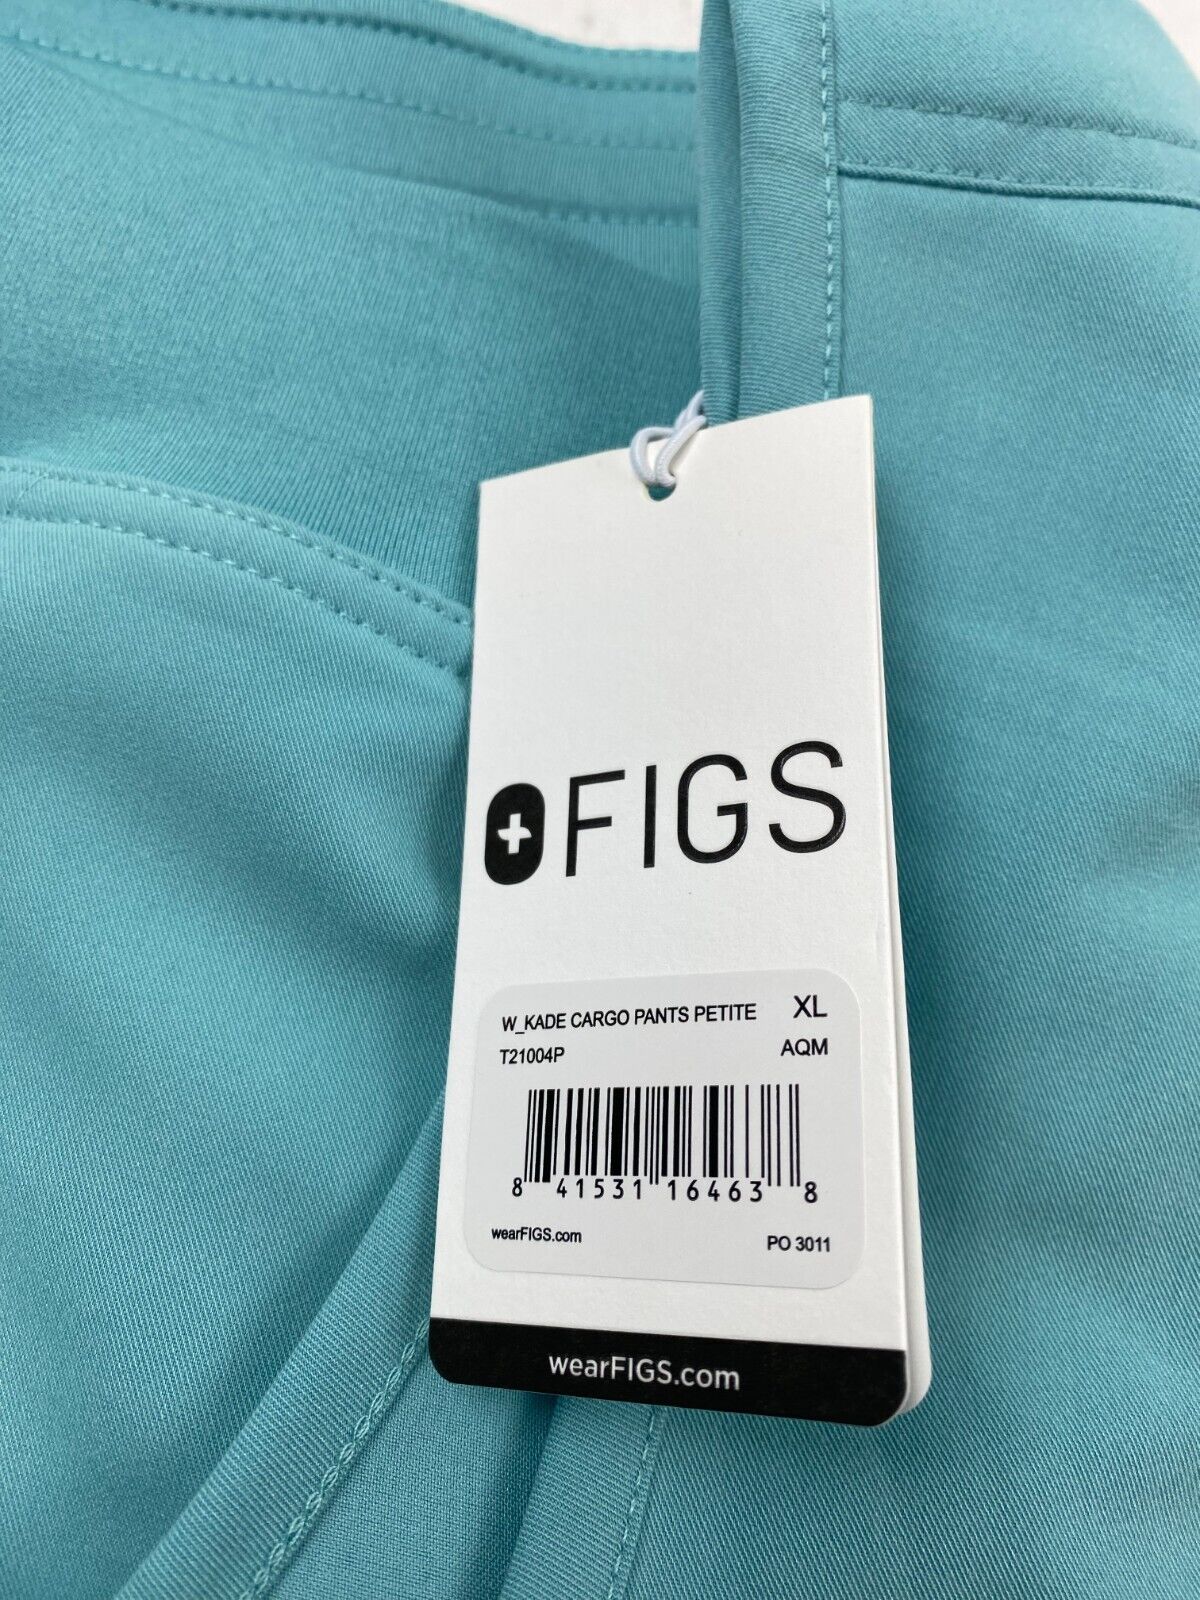 FIGS
W_KADE CARGO PANTS PETITE XL
T21004P AQM
8 41531 16463 8
wearFIGS.com PO 3011
wearFIGS.com